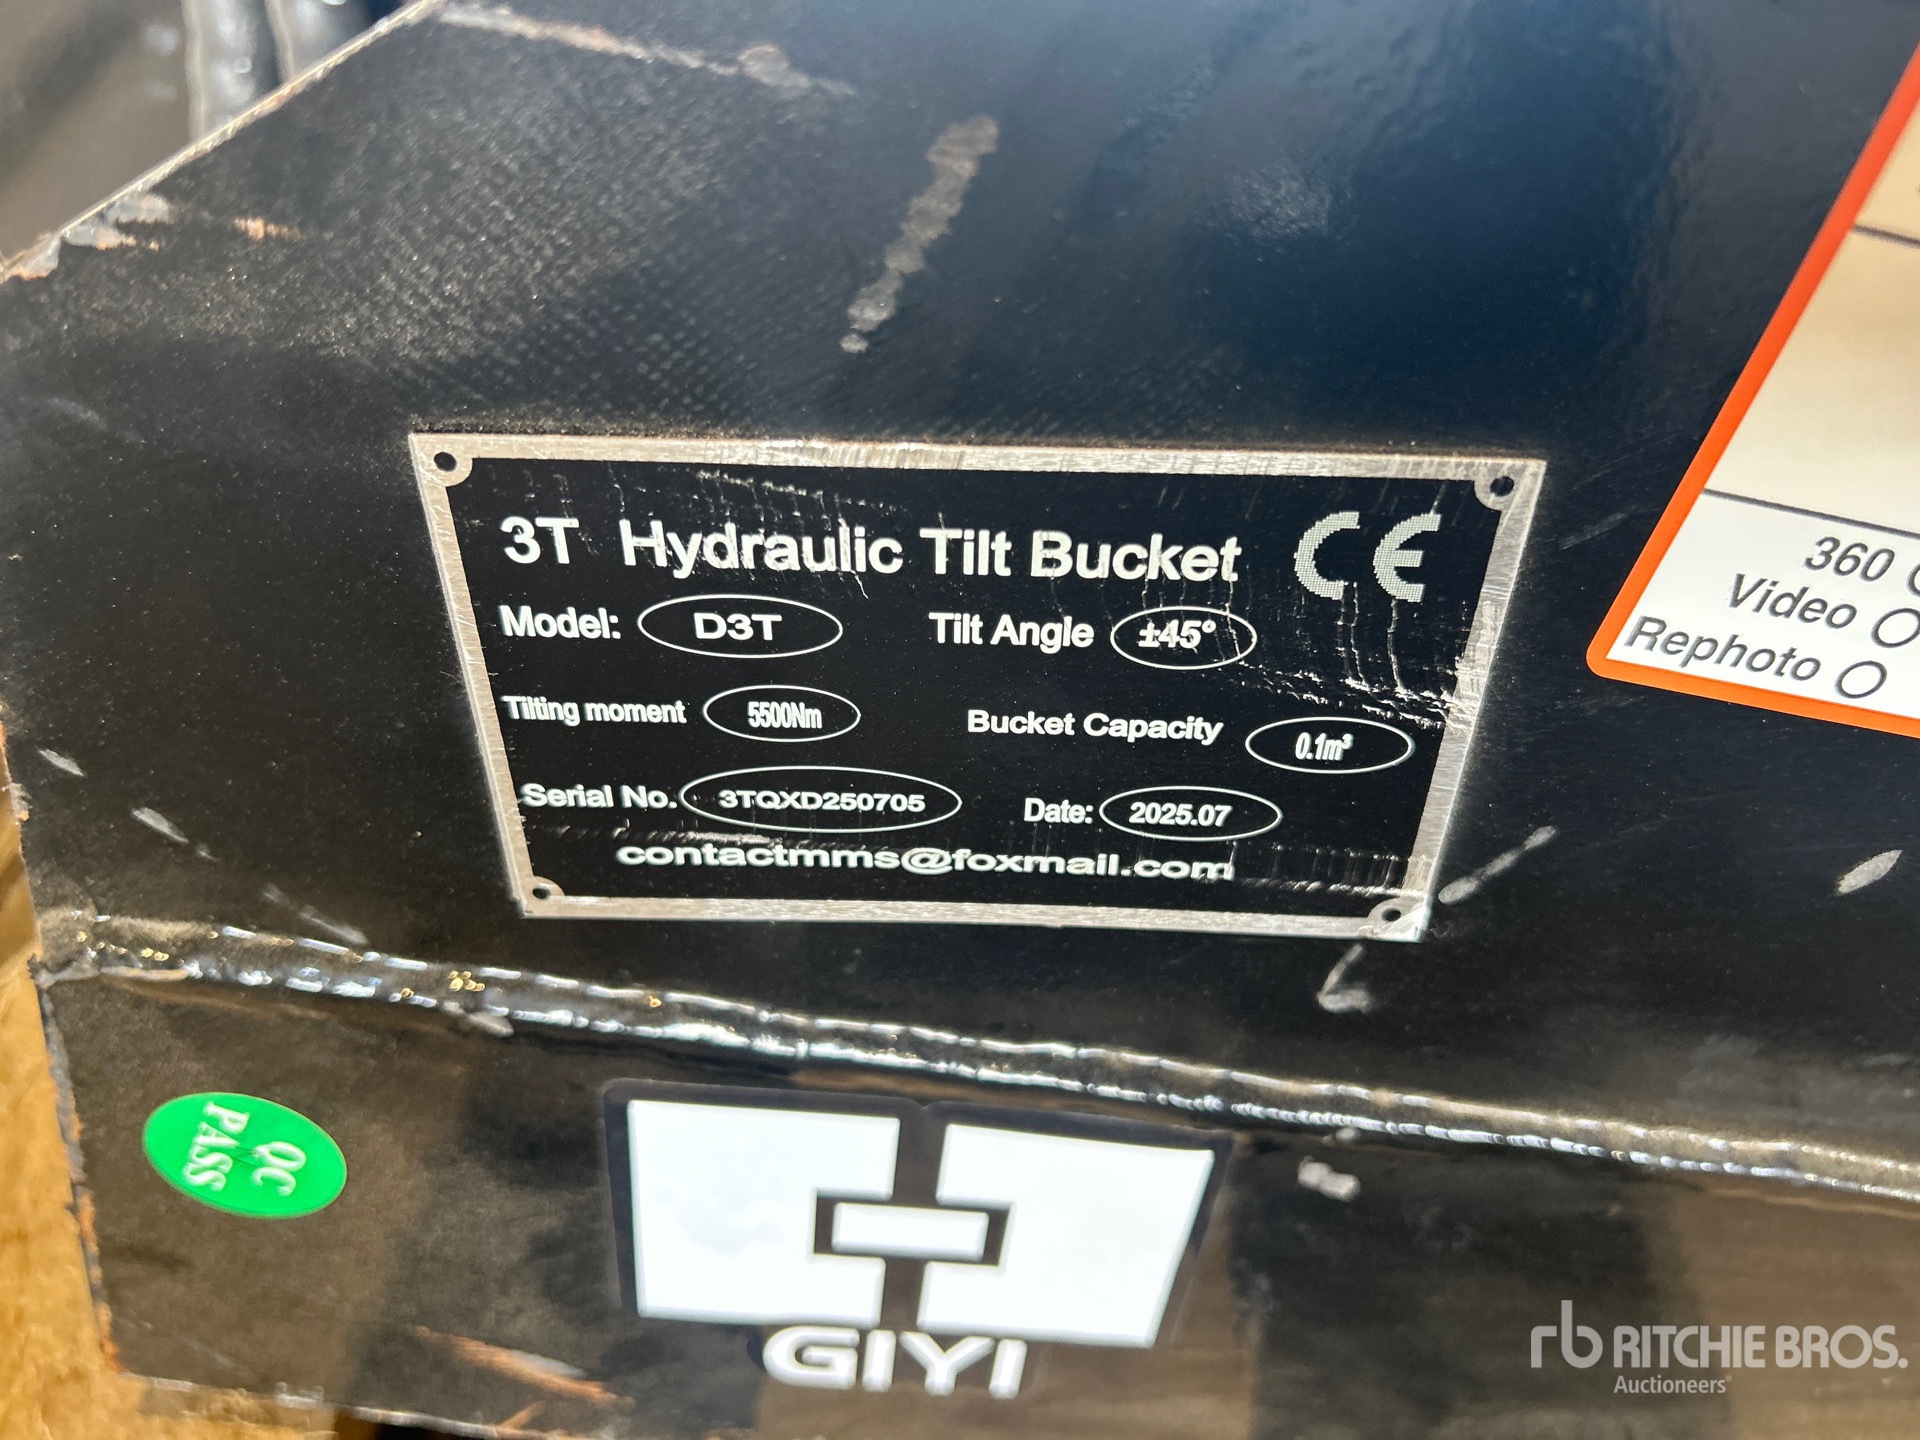 3T Hydraulic Tilt Bucket CE
Model: D3T Tilt Angle ±45°
Tilting moment 5500Nm Bucket Capacity 0.1m³
Serial No. 3TQXD250705 Date: 2025.07
contactmms@foxmail.com
360
Video
Rephoto
QC
PASS
GIYI
rb RITCHIE BROS.
Auctioneers